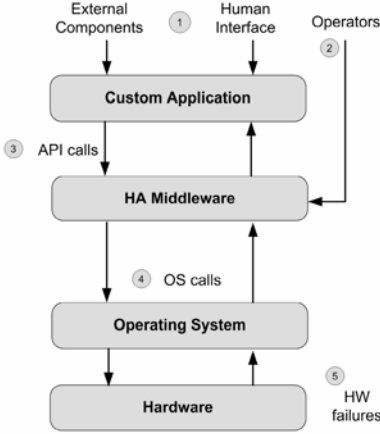 External
Components
1
Human
Interface
Operators
2
Custom Application
3
API calls
HA Middleware
4
OS calls
Operating System
5
Hardware
HW
failures